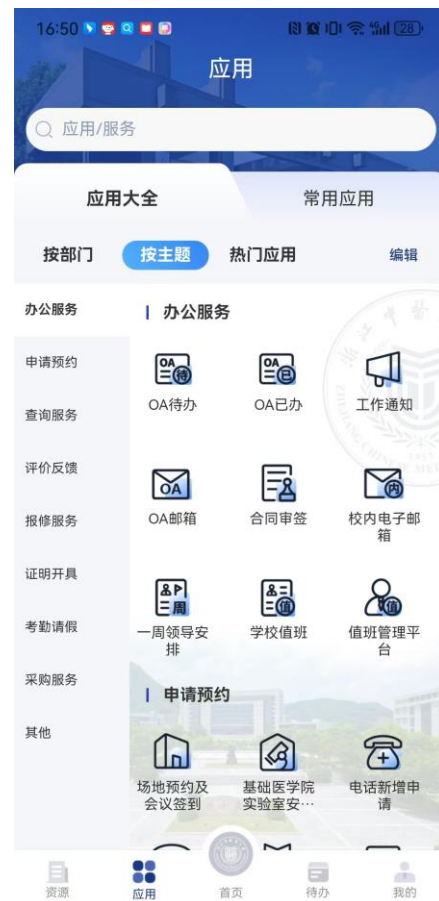 16:50
28
应用
应用/服务
应用大全
常用应用
按部门
按主题
热门应用
编辑
办公服务
申请预约
查询服务
评价反馈
报修服务
证明开具
考勤请假
采购服务
其他
办公服务
OA待办
OA已办
工作通知
OA邮箱
合同审签
校内电子邮
箱
一周领导安
排
学校值班
值班管理平
台
申请预约
场地预约及
会议签到
基础医学院
实验室安…
电话新增申
请
资源
应用
首页
待办
我的